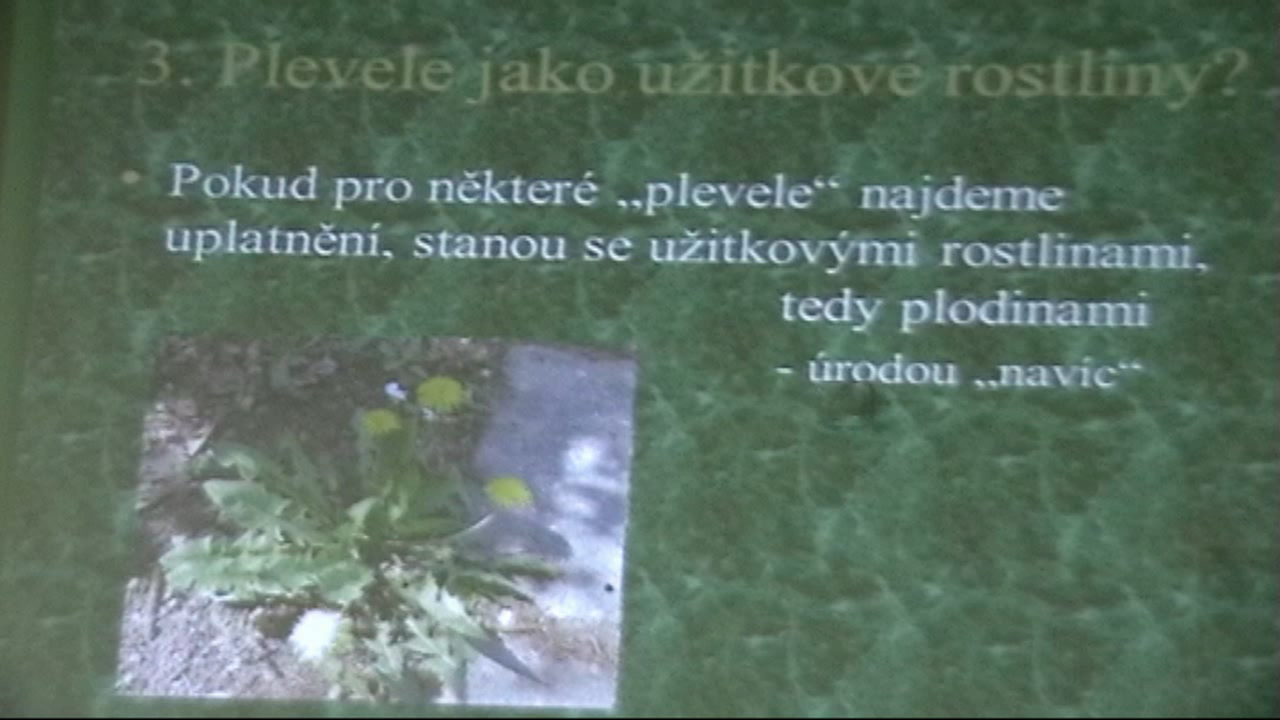 3. Plevele jako užitkové rostliny?
Pokud pro některé „plevele“ najdeme
uplatnění, stanou se užitkovými rostlinami,
tedy plodinami
- úrodou „navíc“